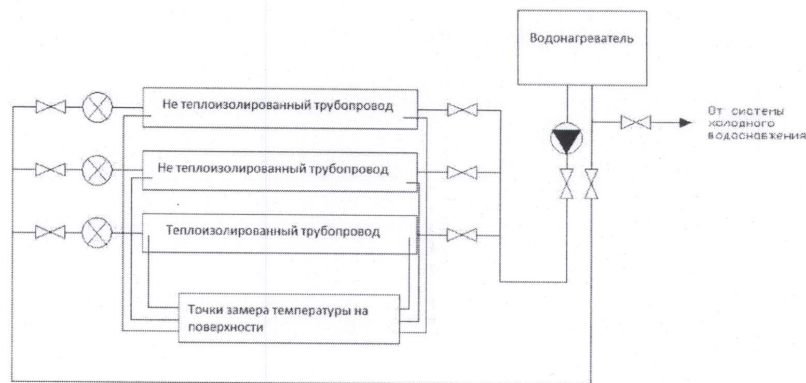 Водонагреватель
Не теплоизолированный трубопровод
От системы
холодного
водоснабжения
Не теплоизолированный трубопровод
Теплоизолированный трубопровод
Точки замера температуры на
поверхности